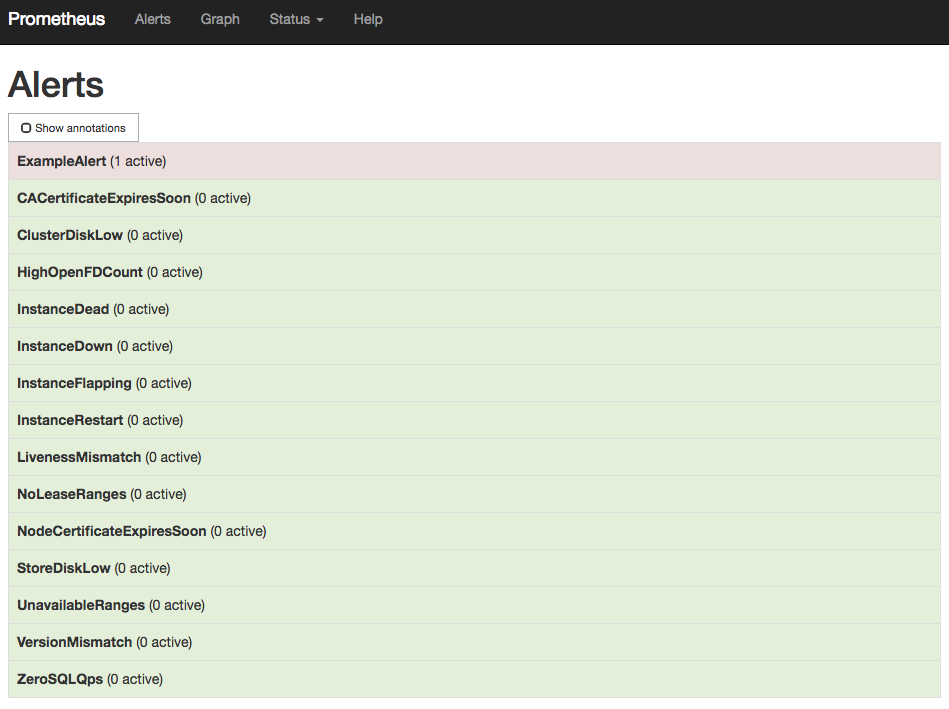 Prometheus Alerts Graph Status Help
Alerts
Show annotations
ExampleAlert (1 active)
CACertificateExpiresSoon (0 active)
ClusterDiskLow (0 active)
HighOpenFDCount (0 active)
InstanceDead (0 active)
InstanceDown (0 active)
InstanceFlapping (0 active)
InstanceRestart (0 active)
LivenessMismatch (0 active)
NoLeaseRanges (0 active)
NodeCertificateExpiresSoon (0 active)
StoreDiskLow (0 active)
UnavailableRanges (0 active)
VersionMismatch (0 active)
ZeroSQLQps (0 active)